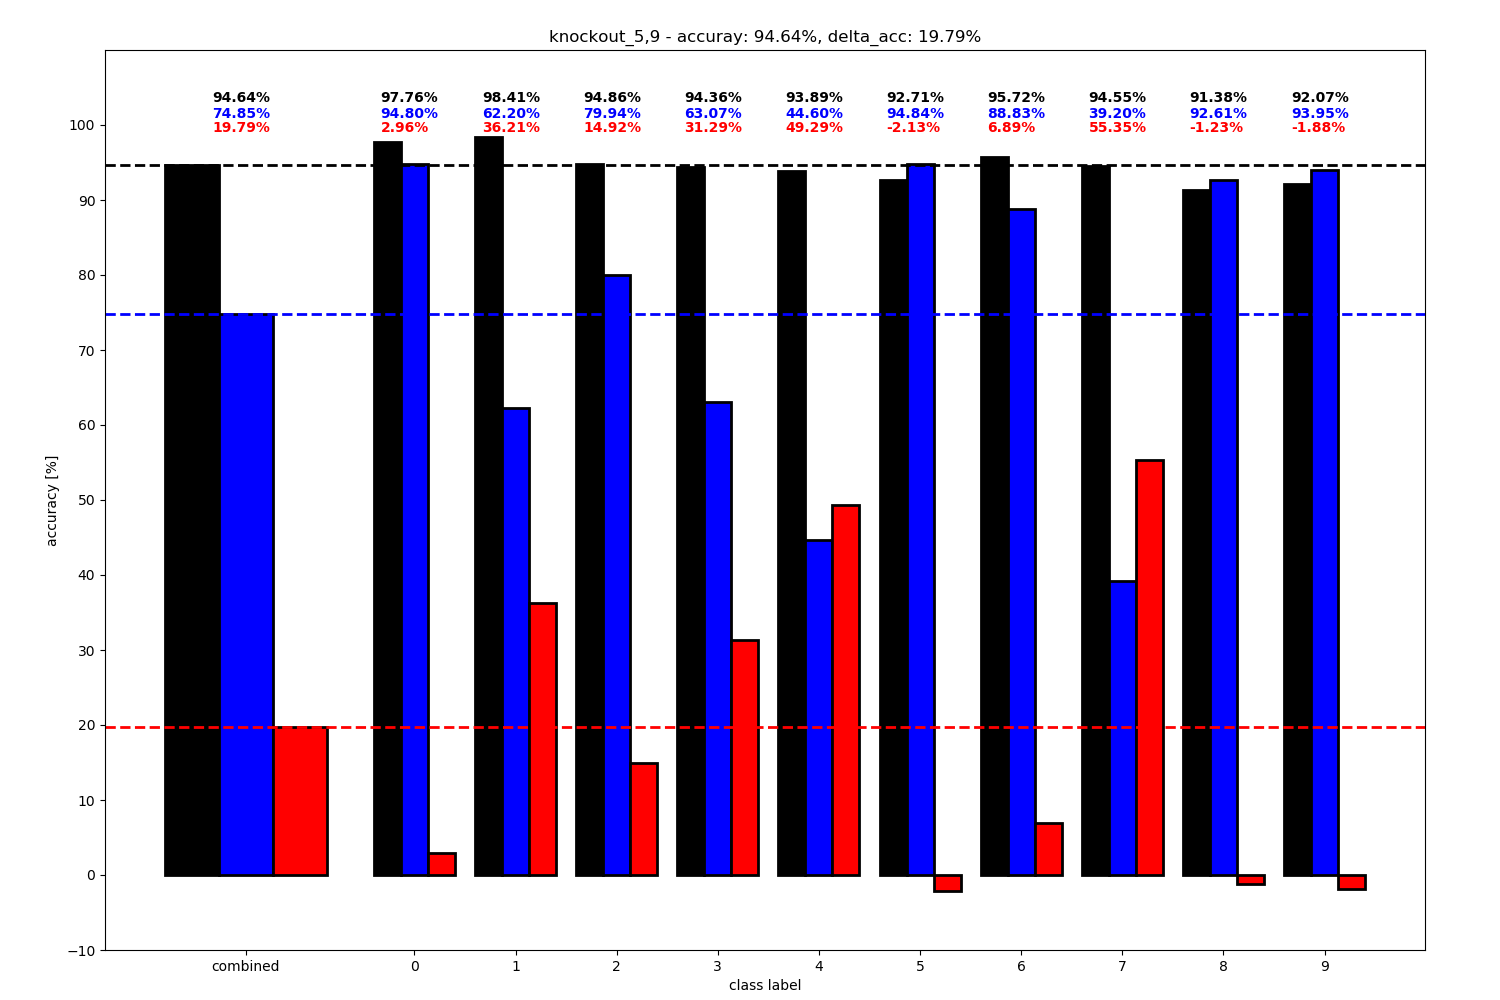 knockout_5,9 - accuray: 94.64%, delta_acc: 19.79%
94.64% 97.76% 98.41% 94.86% 94.36% 93.89% 92.71% 95.72% 94.55% 91.38% 92.07%
74.85% 94.80% 62.20% 79.94% 63.07% 44.60% 94.84% 88.83% 39.20% 92.61% 93.95%
19.79% 2.96% 36.21% 14.92% 31.29% 49.29% -2.13% 6.89% 55.35% -1.23% -1.88%
100
90
80
70
60
50
40
30
20
10
0
−10
accuracy [%]
combined 0 1 2 3 4 5 6 7 8 9
class label